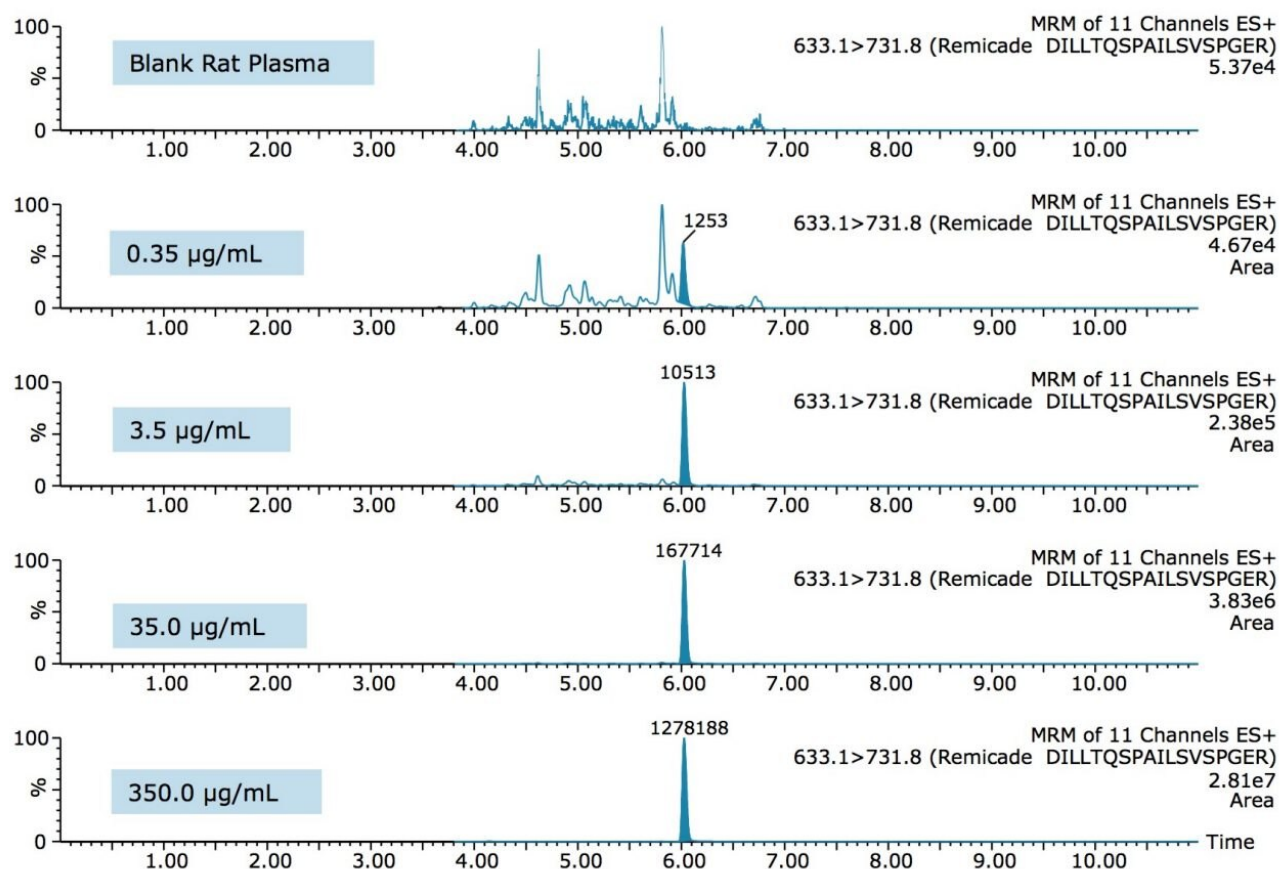 MRM of 11 Channels ES+
633.1>731.8 (Remicade DILLTQSPAILSVSPGER)
5.37e4
100
%
0
Blank Rat Plasma
1.00 2.00 3.00 4.00 5.00 6.00 7.00 8.00 9.00 10.00
MRM of 11 Channels ES+
633.1>731.8 (Remicade DILLTQSPAILSVSPGER)
4.67e4
Area
100
%
0
0.35 µg/mL
1253
1.00 2.00 3.00 4.00 5.00 6.00 7.00 8.00 9.00 10.00
MRM of 11 Channels ES+
633.1>731.8 (Remicade DILLTQSPAILSVSPGER)
2.38e5
Area
100
%
0
3.5 µg/mL
10513
1.00 2.00 3.00 4.00 5.00 6.00 7.00 8.00 9.00 10.00
MRM of 11 Channels ES+
633.1>731.8 (Remicade DILLTQSPAILSVSPGER)
3.83e6
Area
100
%
0
35.0 µg/mL
167714
1.00 2.00 3.00 4.00 5.00 6.00 7.00 8.00 9.00 10.00
MRM of 11 Channels ES+
633.1>731.8 (Remicade DILLTQSPAILSVSPGER)
2.81e7
Area
100
%
0
350.0 µg/mL
1278188
Time
1.00 2.00 3.00 4.00 5.00 6.00 7.00 8.00 9.00 10.00